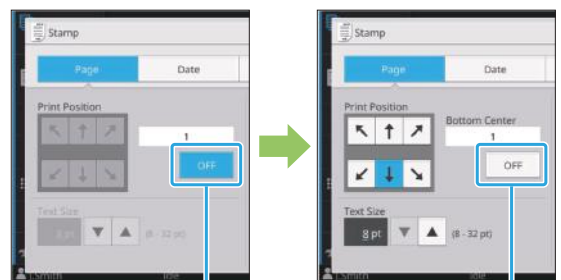 Stamp
Page Date
Print Position
1
OFF
Text Size
8 pt (8 - 32 pt)
J.Smith Idle
Stamp
Page Date
Print Position
Bottom Center
1
OFF
Text Size
8 pt (8 - 32 pt)
J.Smith Idle